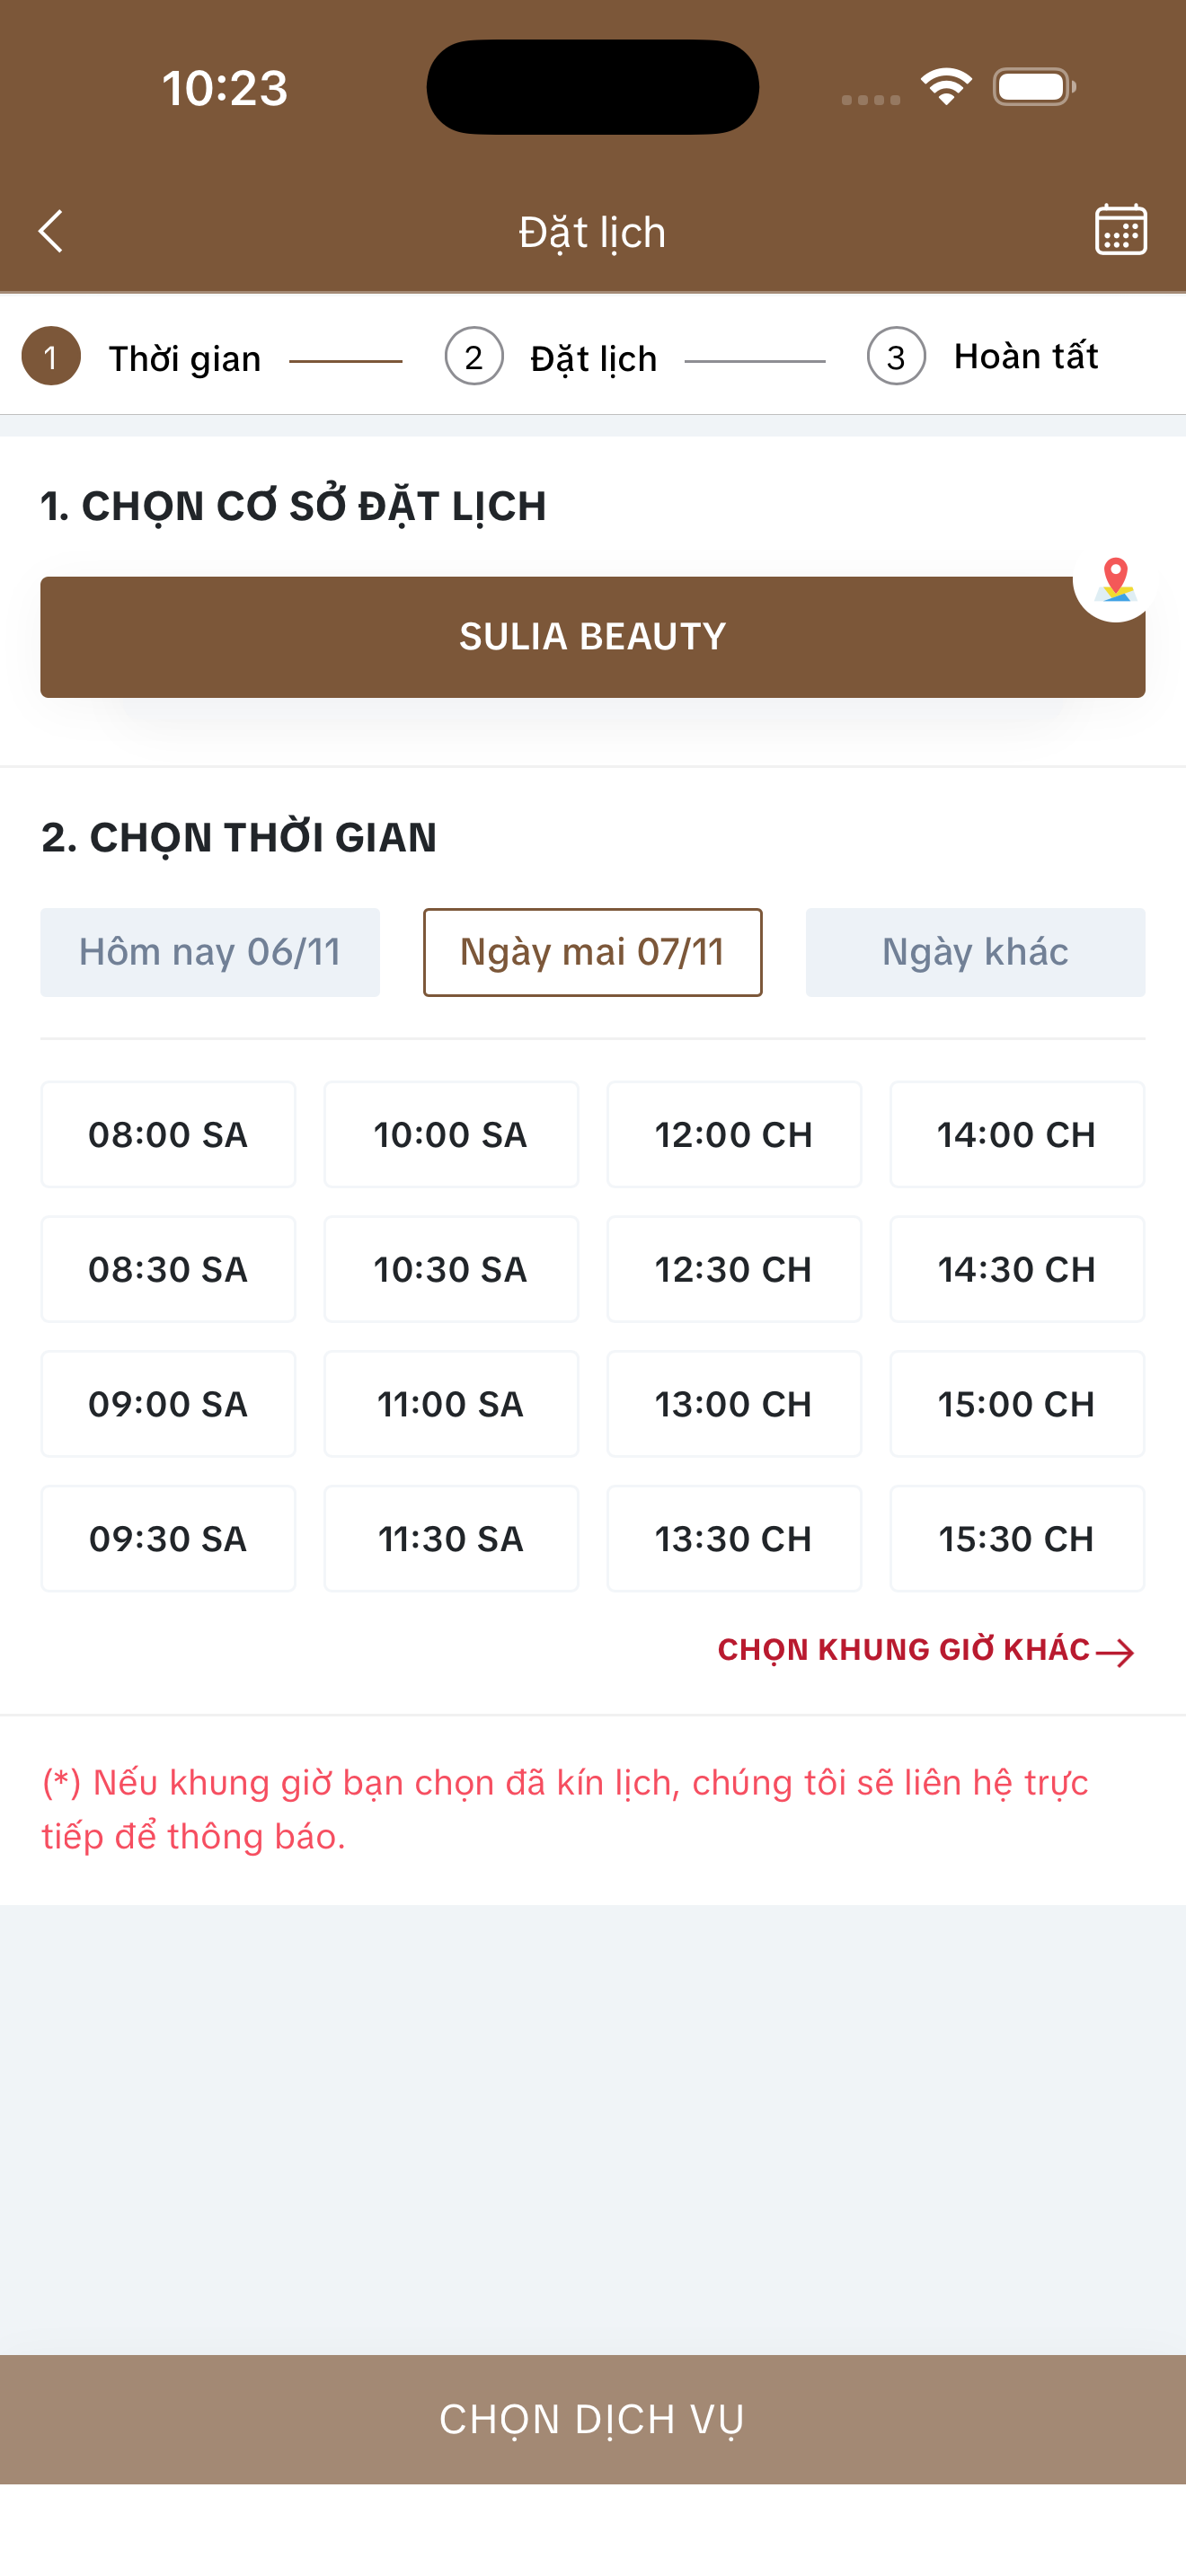 10:23
Đặt lịch
1 Thời gian 2 Đặt lịch 3 Hoàn tất
1. CHỌN CƠ SỞ ĐẶT LỊCH
SULIA BEAUTY
2. CHỌN THỜI GIAN
Hôm nay 06/11 Ngày mai 07/11 Ngày khác
08:00 SA 10:00 SA 12:00 CH 14:00 CH
08:30 SA 10:30 SA 12:30 CH 14:30 CH
09:00 SA 11:00 SA 13:00 CH 15:00 CH
09:30 SA 11:30 SA 13:30 CH 15:30 CH
CHỌN KHUNG GIỜ KHÁC
(*) Nếu khung giờ bạn chọn đã kín lịch, chúng tôi sẽ liên hệ trực
tiếp để thông báo.
CHỌN DỊCH VỤ